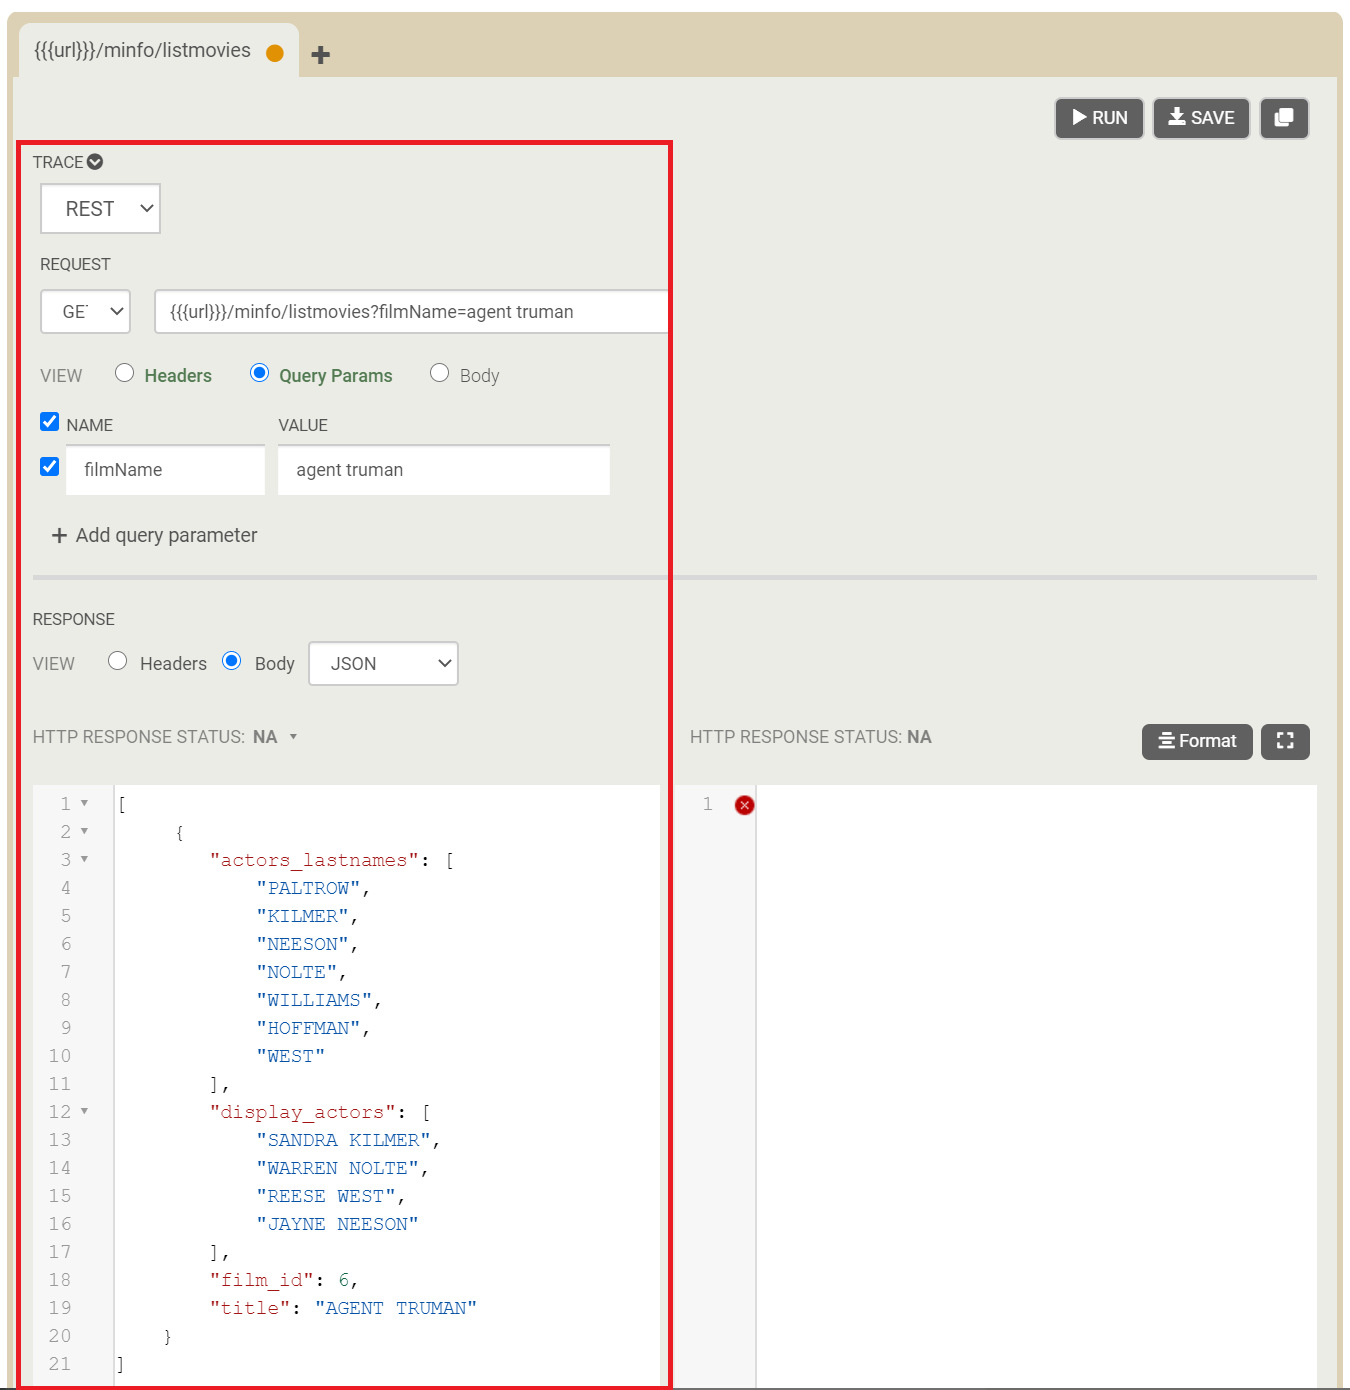 {{{url}}}/minfo/listmovies
RUN SAVE
TRACE
REST
REQUEST
GET {{{url}}}/minfo/listmovies?filmName=agent truman
VIEW Headers Query Params Body
NAME VALUE
filmName agent truman
+ Add query parameter
RESPONSE
VIEW Headers Body JSON
HTTP RESPONSE STATUS: NA
HTTP RESPONSE STATUS: NA Format
1 [
2 {
3 "actors_lastnames": [
4 "PALTROW",
5 "KILMER",
6 "NEESON",
7 "NOLTE",
8 "WILLIAMS",
9 "HOFFMAN",
10 "WEST"
11 ],
12 "display_actors": [
13 "SANDRA KILMER",
14 "WARREN NOLTE",
15 "REESE WEST",
16 "JAYNE NEESON"
17 ],
18 "film_id": 6,
19 "title": "AGENT TRUMAN"
20 }
21 ]
1